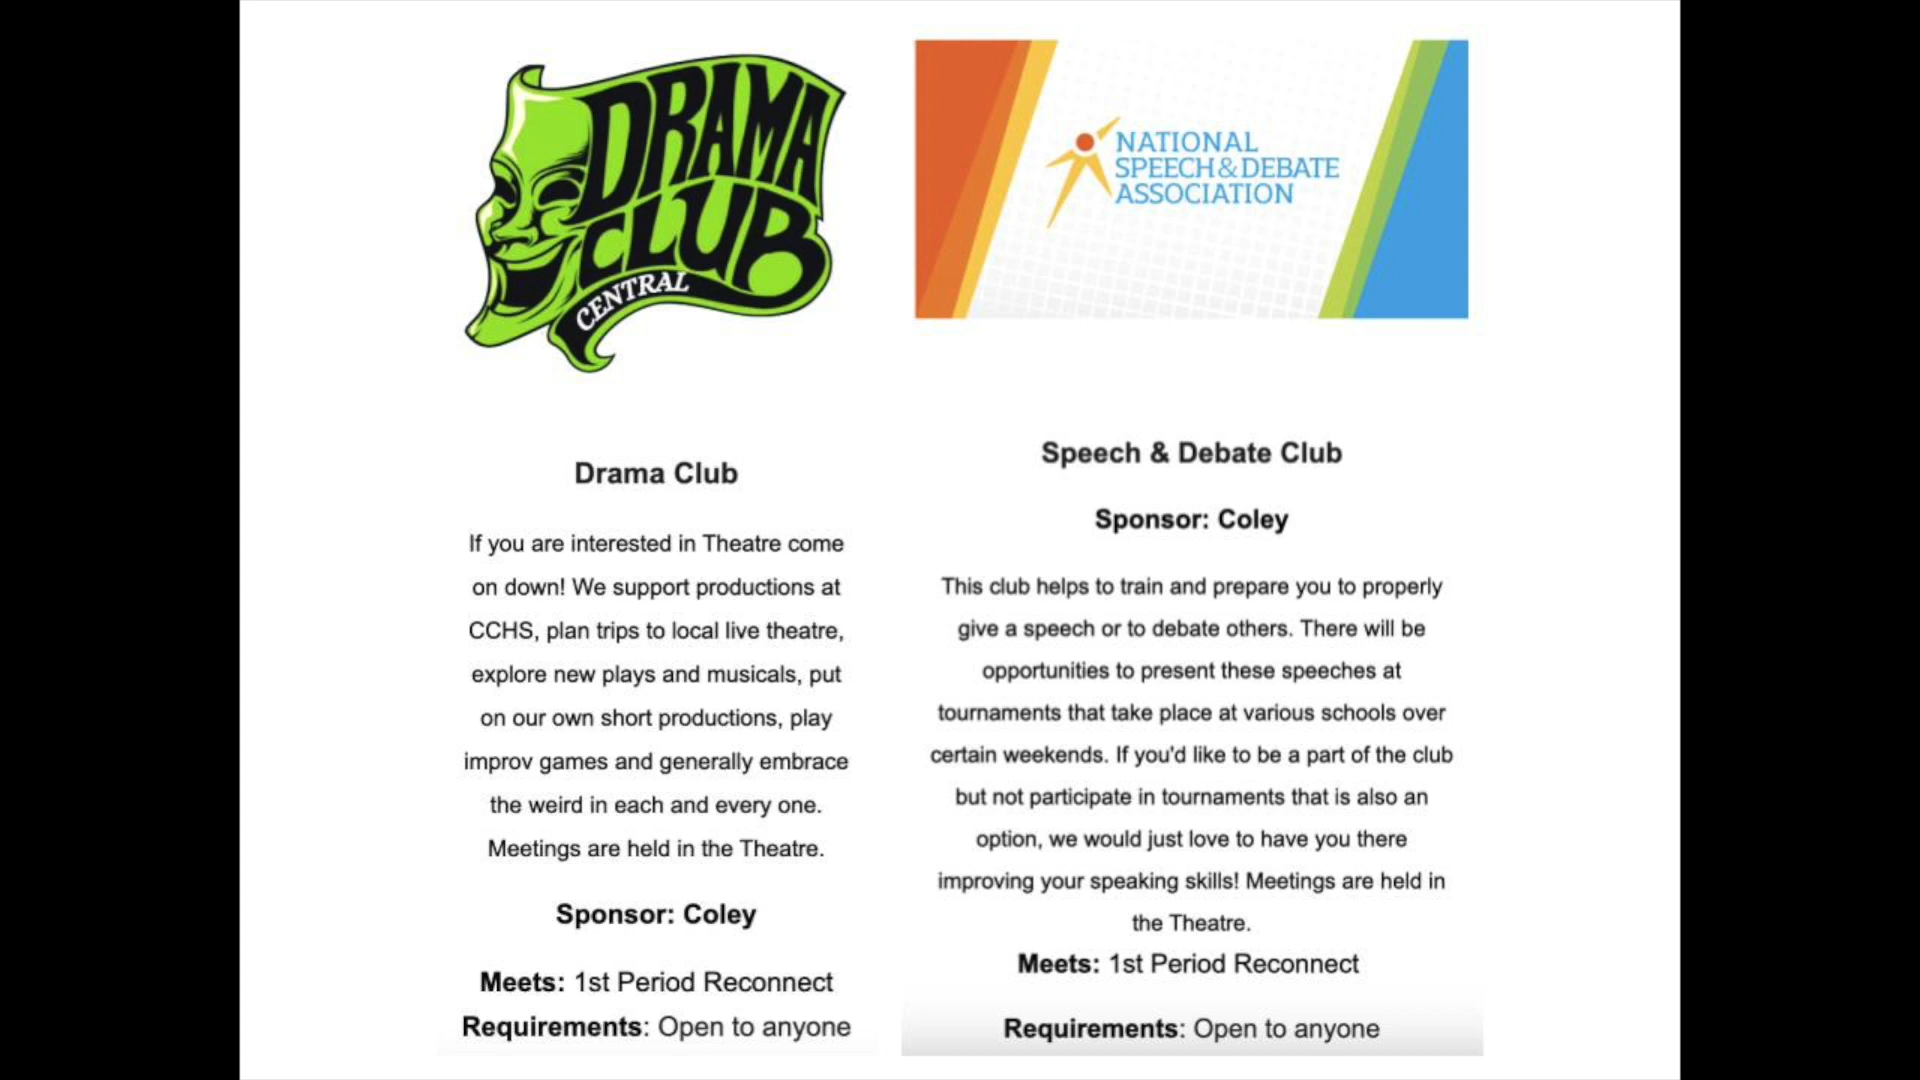 DRAMA
CLUB
CENTRAL
Drama Club
If you are interested in Theatre come
on down! We support productions at
CCHS, plan trips to local live theatre,
explore new plays and musicals, put
on our own short productions, play
improv games and generally embrace
the weird in each and every one.
Meetings are held in the Theatre.
Sponsor: Coley
Meets: 1st Period Reconnect
Requirements: Open to anyone
NATIONAL
SPEECH & DEBATE
ASSOCIATION
Speech & Debate Club
Sponsor: Coley
This club helps to train and prepare you to properly
give a speech or to debate others. There will be
opportunities to present these speeches at
tournaments that take place at various schools over
certain weekends. If you'd like to be a part of the club
but not participate in tournaments that is also an
option, we would just love to have you there
improving your speaking skills! Meetings are held in
the Theatre.
Meets: 1st Period Reconnect
Requirements: Open to anyone